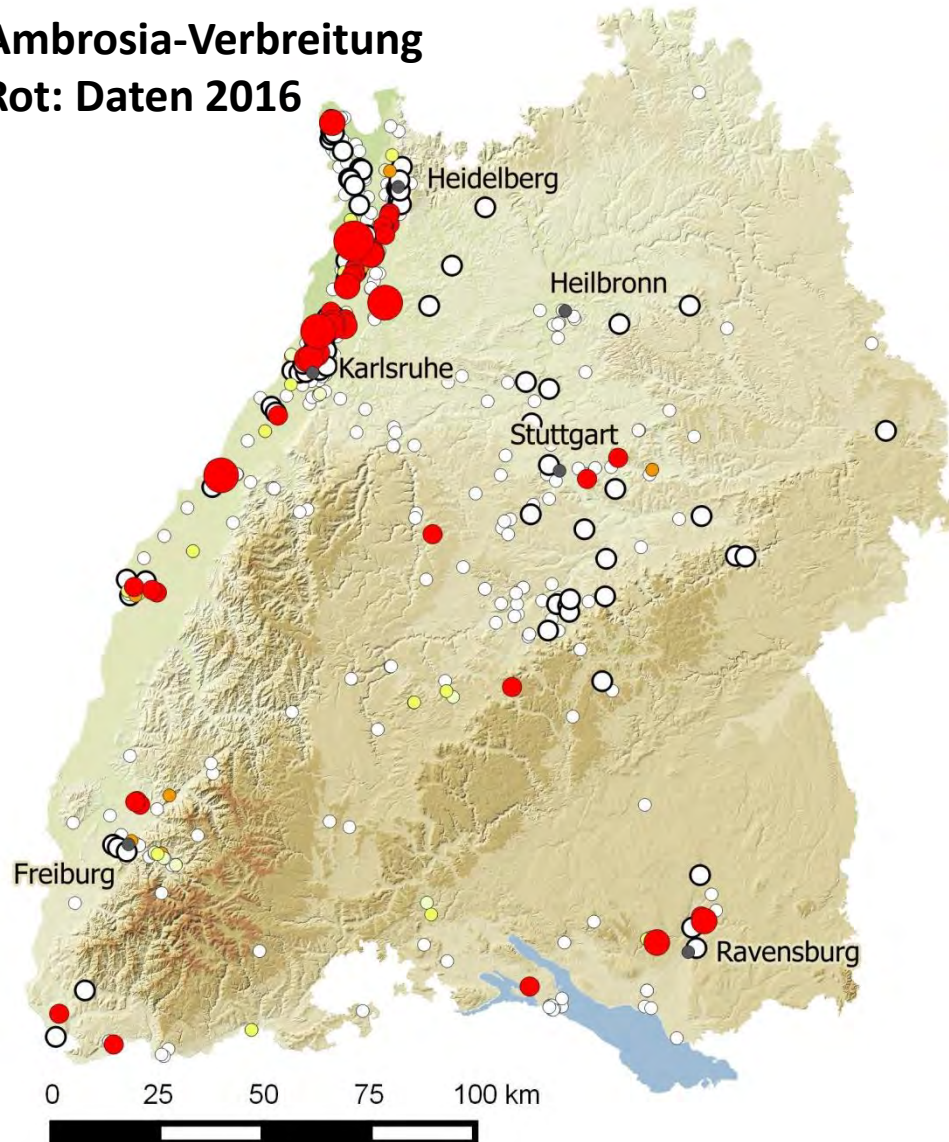 Ambrosia-Verbreitung
Rot: Daten 2016
Heidelberg
Heilbronn
Karlsruhe
Stuttgart
Freiburg
Ravensburg
0 25 50 75 100 km